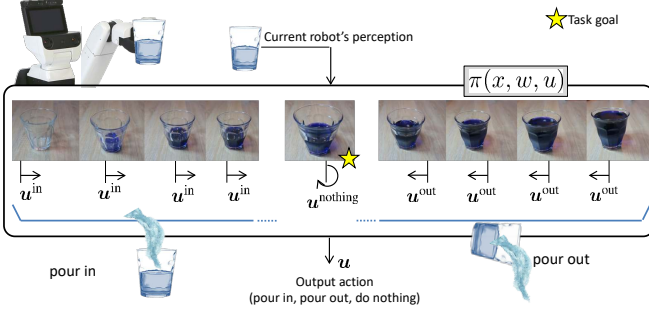 Task goal
Current robot's perception
π(x, w, u)
u^in u^in u^in u^in u^nothing u^out u^out u^out u^out
pour in
u
pour out
Output action
(pour in, pour out, do nothing)